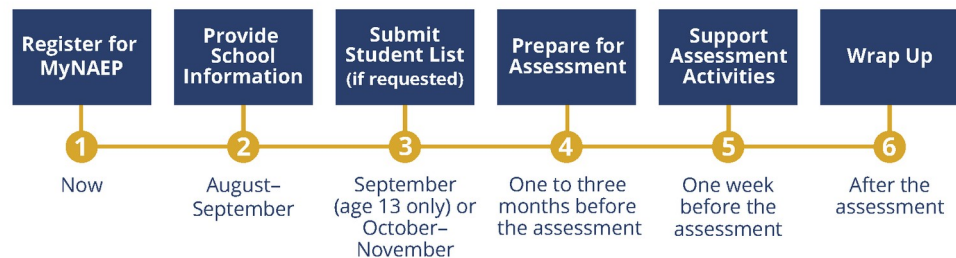 Register for
MyNAEP
Provide
School
Information
Submit
Student List
(if requested)
Prepare for
Assessment
Support
Assessment
Activities
Wrap Up
1
2
3
4
5
6
Now
August–
September
September
(age 13 only) or
October–
November
One to three
months before
the assessment
One week
before the
assessment
After the
assessment